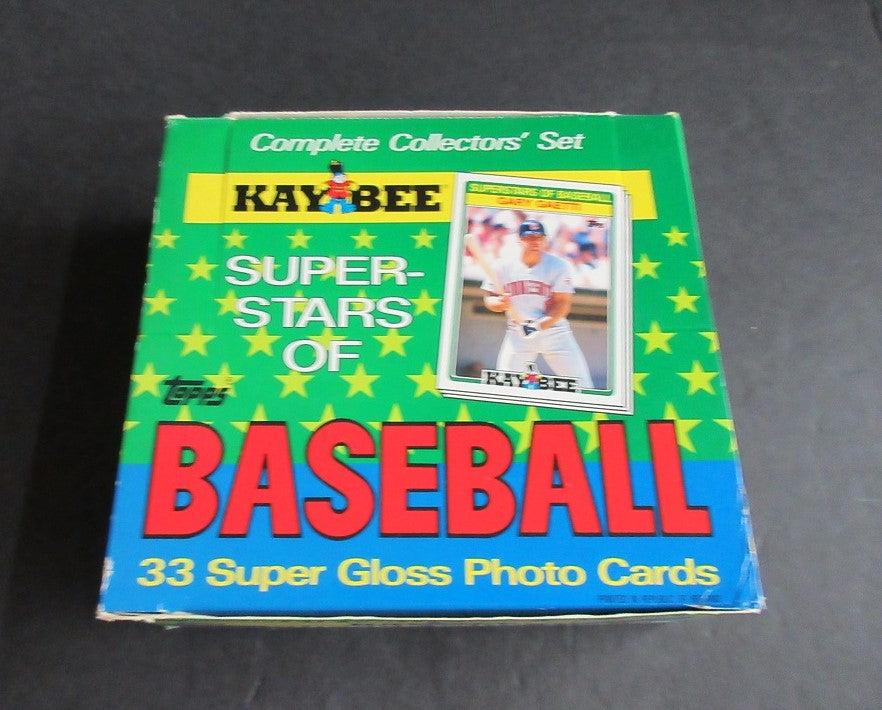 Complete Collectors' Set
KAY BEE
SUPERSTARS OF BASEBALL
GARY GAETTI
SUPER-
STARS
OF
KAY BEE
TOPPS®
BASEBALL
33 Super Gloss Photo Cards